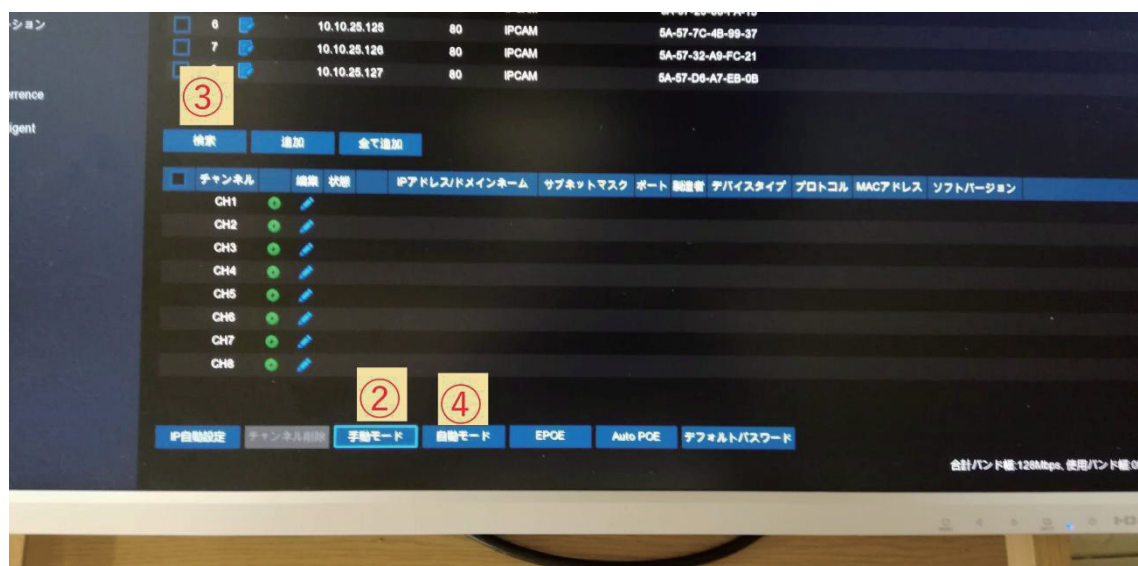 ーション
6 10.10.25.125 80 IPCAM 5A-57-7C-4B-99-37
7 10.10.25.126 80 IPCAM 5A-57-32-A9-FC-21
10.10.25.127 80 IPCAM 5A-57-D6-A7-EB-0B
errence
igent
③
検索 追加 全て追加
チャンネル 編集 状態 IPアドレス/ドメインネーム サブネットマスク ポート 製造者 デバイスタイプ プロトコル MACアドレス ソフトバージョン
CH1
CH2
CH3
CH4
CH5
CH6
CH7
CH8
② ④
IP自動設定 チャンネル削除 手動モード 自動モード EPOE Auto POE デフォルトパスワード
合計バンド幅:128Mbps, 使用バンド幅:0